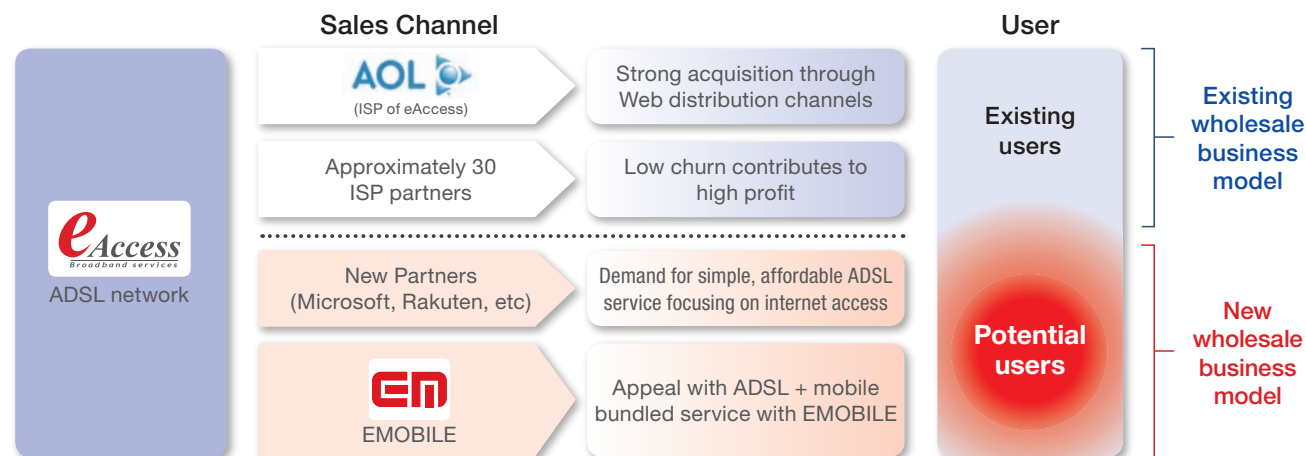 Sales Channel
User
eAccess
Broadband services
ADSL network
AOL
(ISP of eAccess)
Strong acquisition through
Web distribution channels
Approximately 30
ISP partners
Low churn contributes to
high profit
New Partners
(Microsoft, Rakuten, etc)
Demand for simple, affordable ADSL
service focusing on internet access
EM
EMOBILE
Appeal with ADSL + mobile
bundled service with EMOBILE
Existing
users
Potential
users
Existing
wholesale
business
model
New
wholesale
business
model